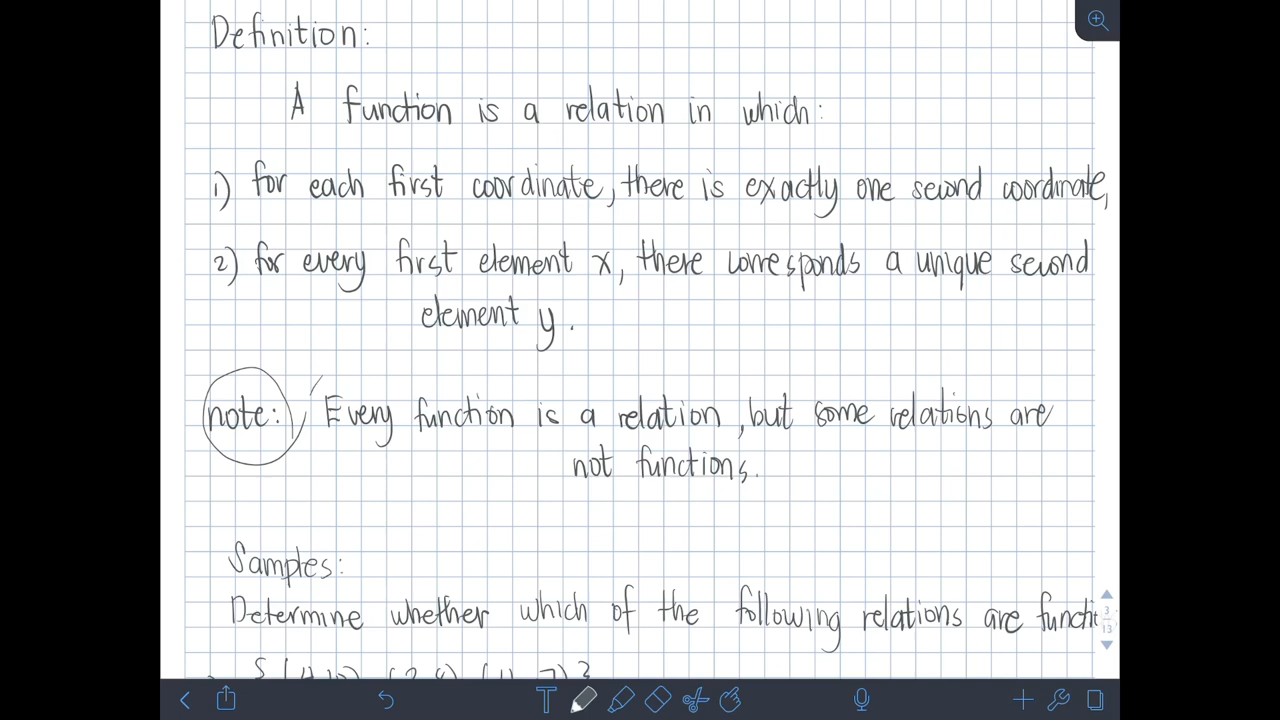 Definition:
A function is a relation in which:
1) for each first coordinate, there is exactly one second coordinate,
2) for every first element x, there corresponds a unique second
element y.
note: Every function is a relation, but some relations are
not functions.
Samples:
Determine whether which of the following relations are functi
3
13
T